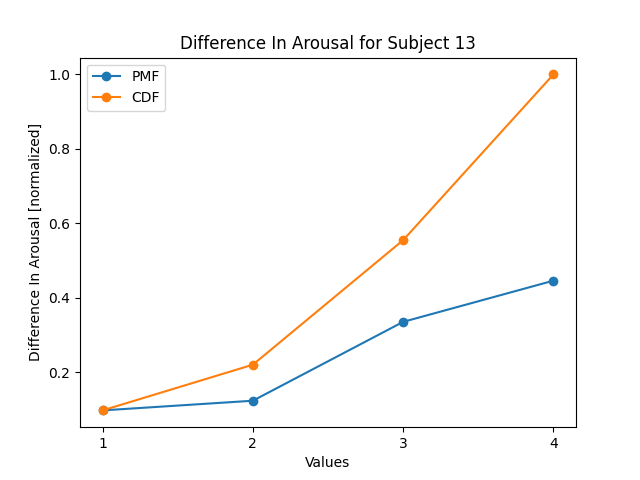 Difference In Arousal for Subject 13
PMF
CDF
Difference In Arousal [normalized]
1.0
0.8
0.6
0.4
0.2
1 2 3 4
Values